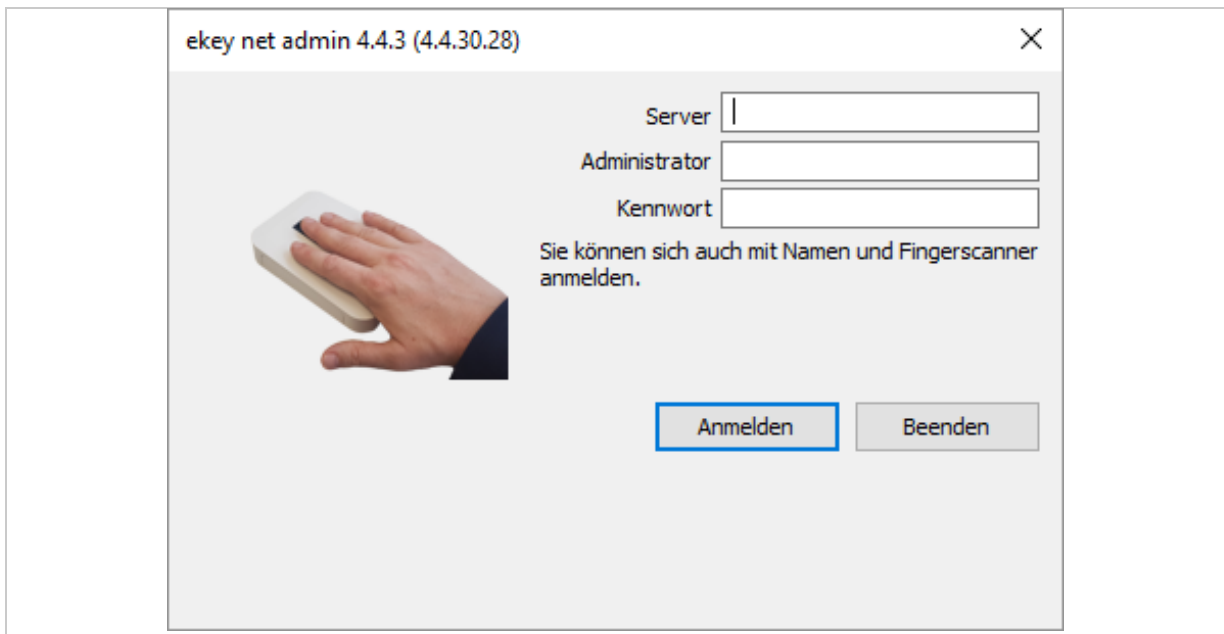 ekey net admin 4.4.3 (4.4.30.28)
Server
Administrator
Kennwort
Sie können sich auch mit Namen und Fingerscanner
anmelden.
Anmelden Beenden